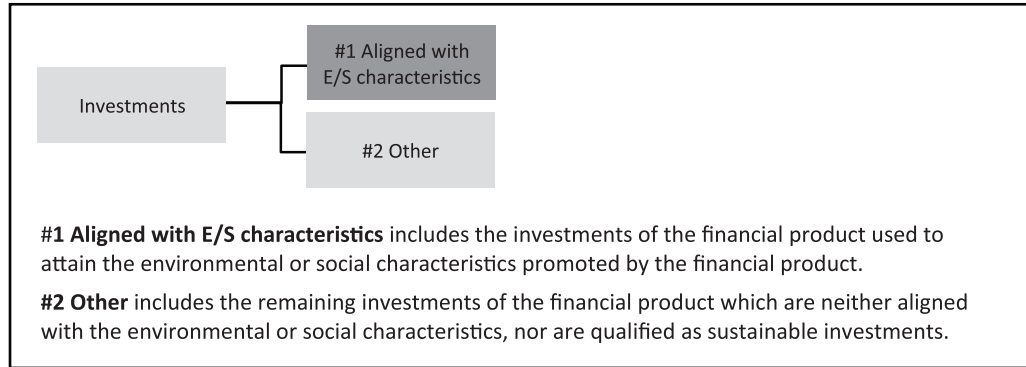 #1 Aligned with
E/S characteristics
Investments
#2 Other
#1 Aligned with E/S characteristics includes the investments of the financial product used to
attain the environmental or social characteristics promoted by the financial product.
#2 Other includes the remaining investments of the financial product which are neither aligned
with the environmental or social characteristics, nor are qualified as sustainable investments.